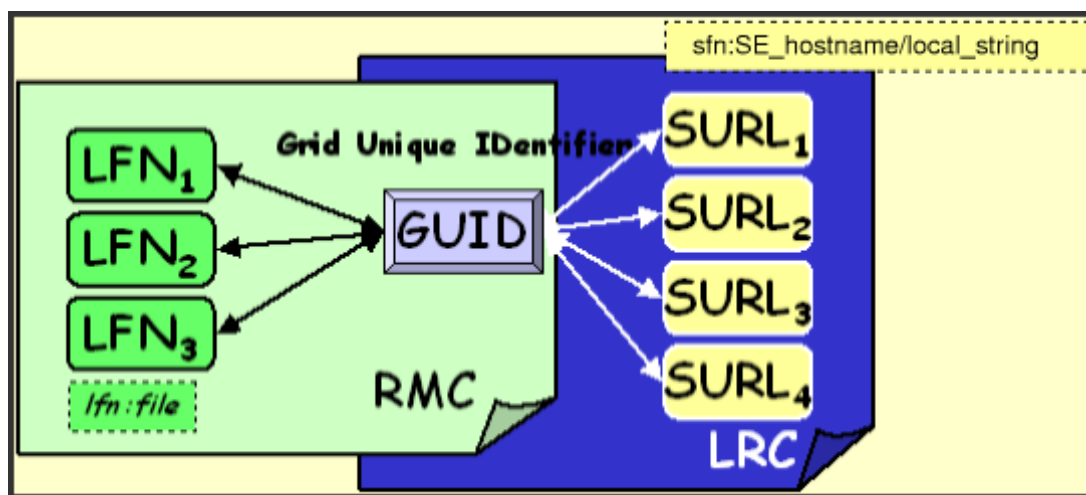 sfn:SE_hostname/local_string
Grid Unique IDentifier
LFN1
LFN2
LFN3
lfn:file
GUID
RMC
SURL1
SURL2
SURL3
SURL4
LRC